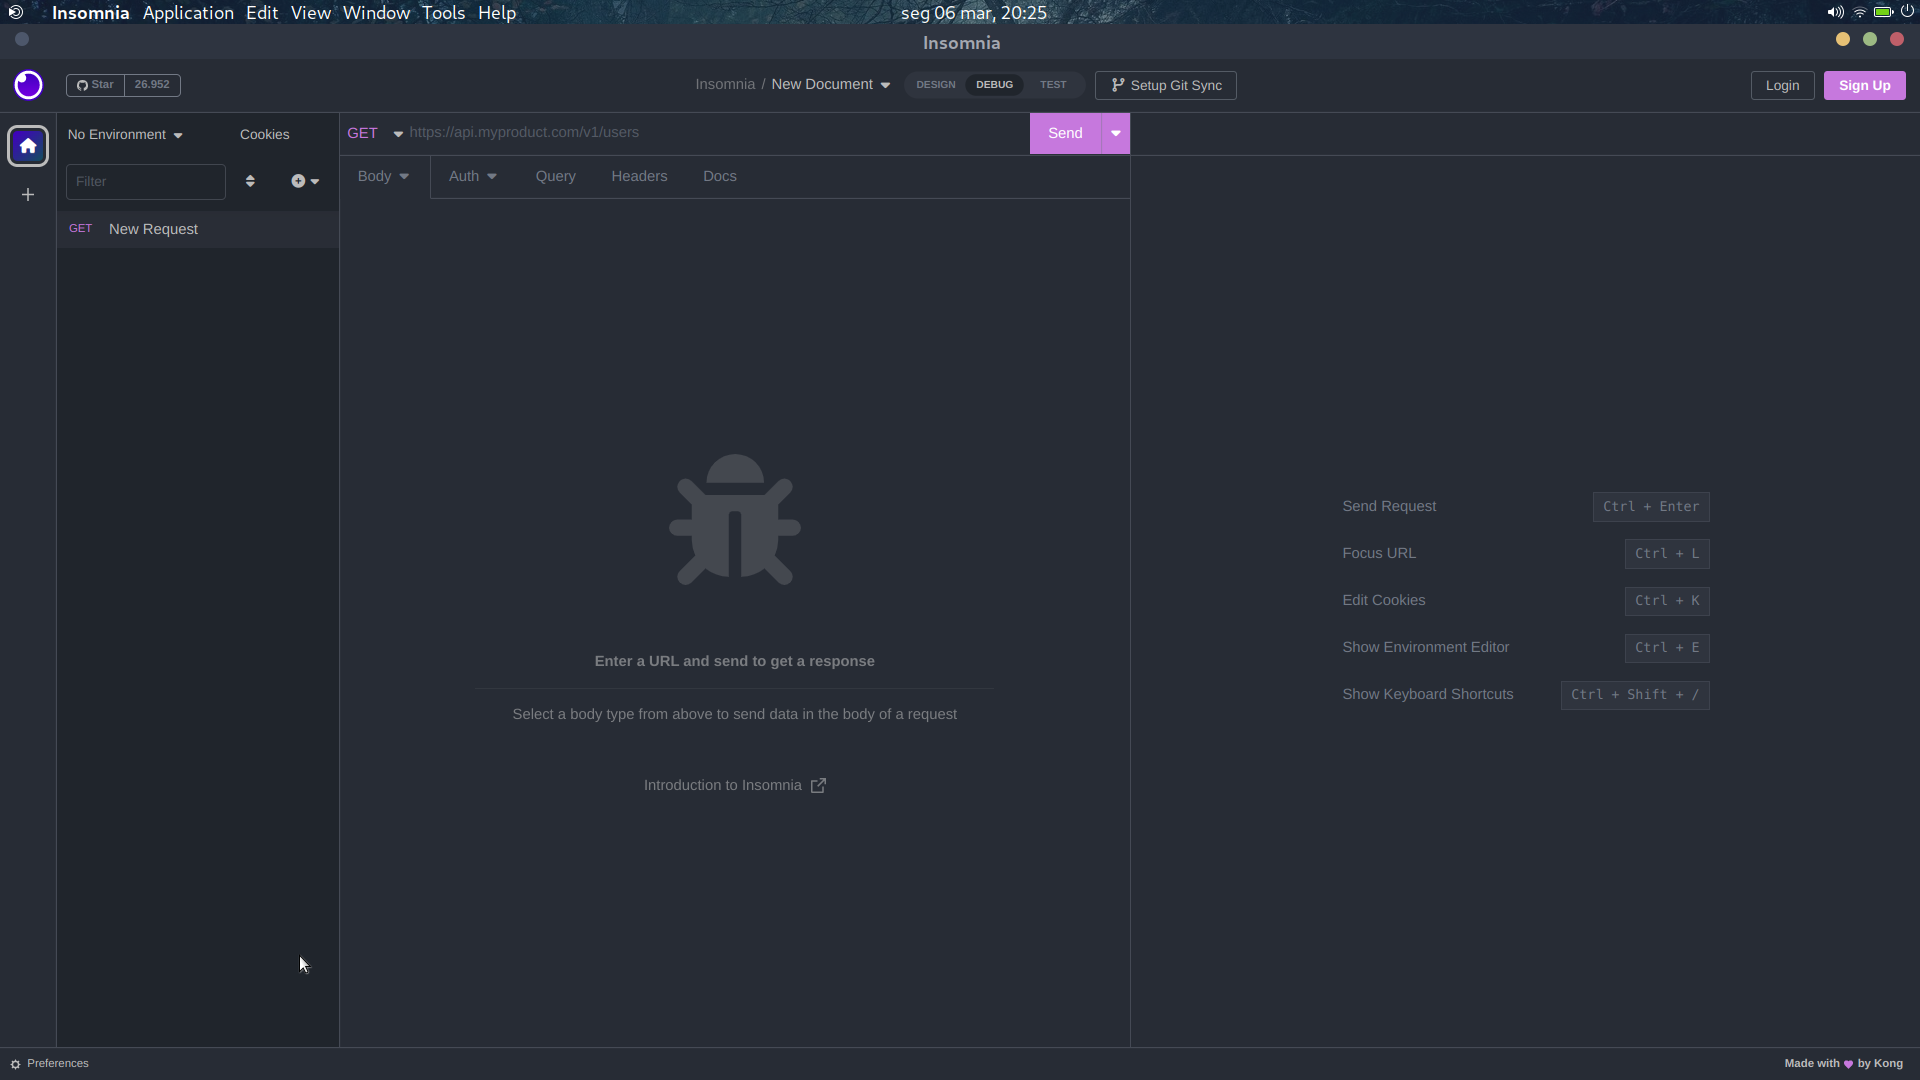 Insomnia Application Edit View Window Tools Help
seg 06 mar, 20:25
Insomnia
Star 26.952
Insomnia / New Document
DESIGN DEBUG TEST
Setup Git Sync
Login
Sign Up
No Environment
Cookies
GET https://api.myproduct.com/v1/users
Send
Filter
Body Auth Query Headers Docs
GET New Request
Enter a URL and send to get a response
Select a body type from above to send data in the body of a request
Introduction to Insomnia
Send Request Ctrl + Enter
Focus URL Ctrl + L
Edit Cookies Ctrl + K
Show Environment Editor Ctrl + E
Show Keyboard Shortcuts Ctrl + Shift + /
Preferences
Made with by Kong